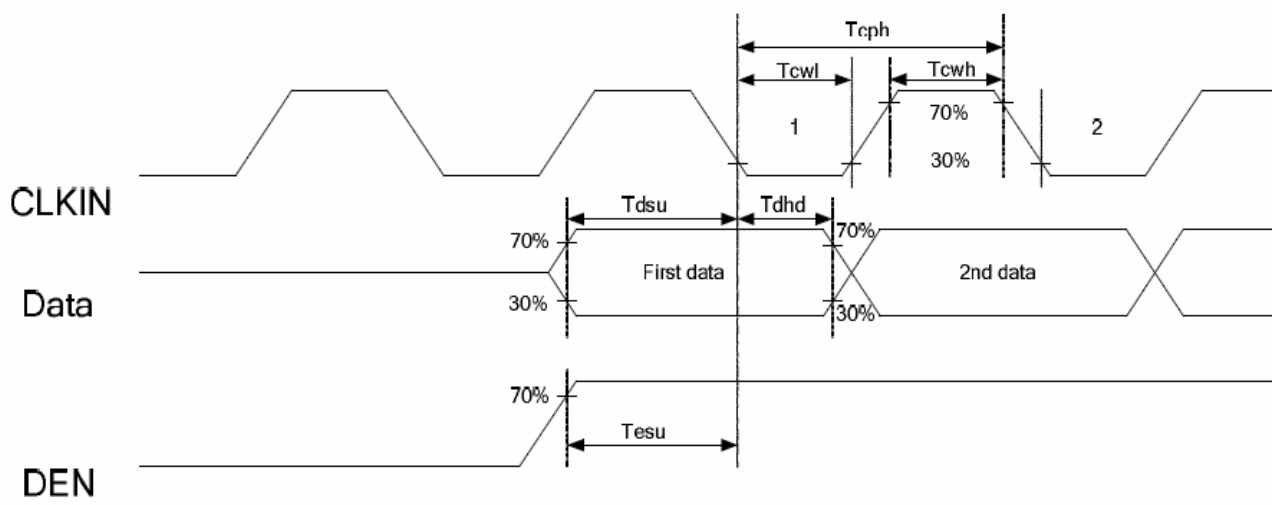 Tcph
Tcwl
Tcwh
1
70%
2
30%
CLKIN
Tdsu
Tdhd
70%
70%
First data
2nd data
Data
30%
30%
70%
Tesu
DEN